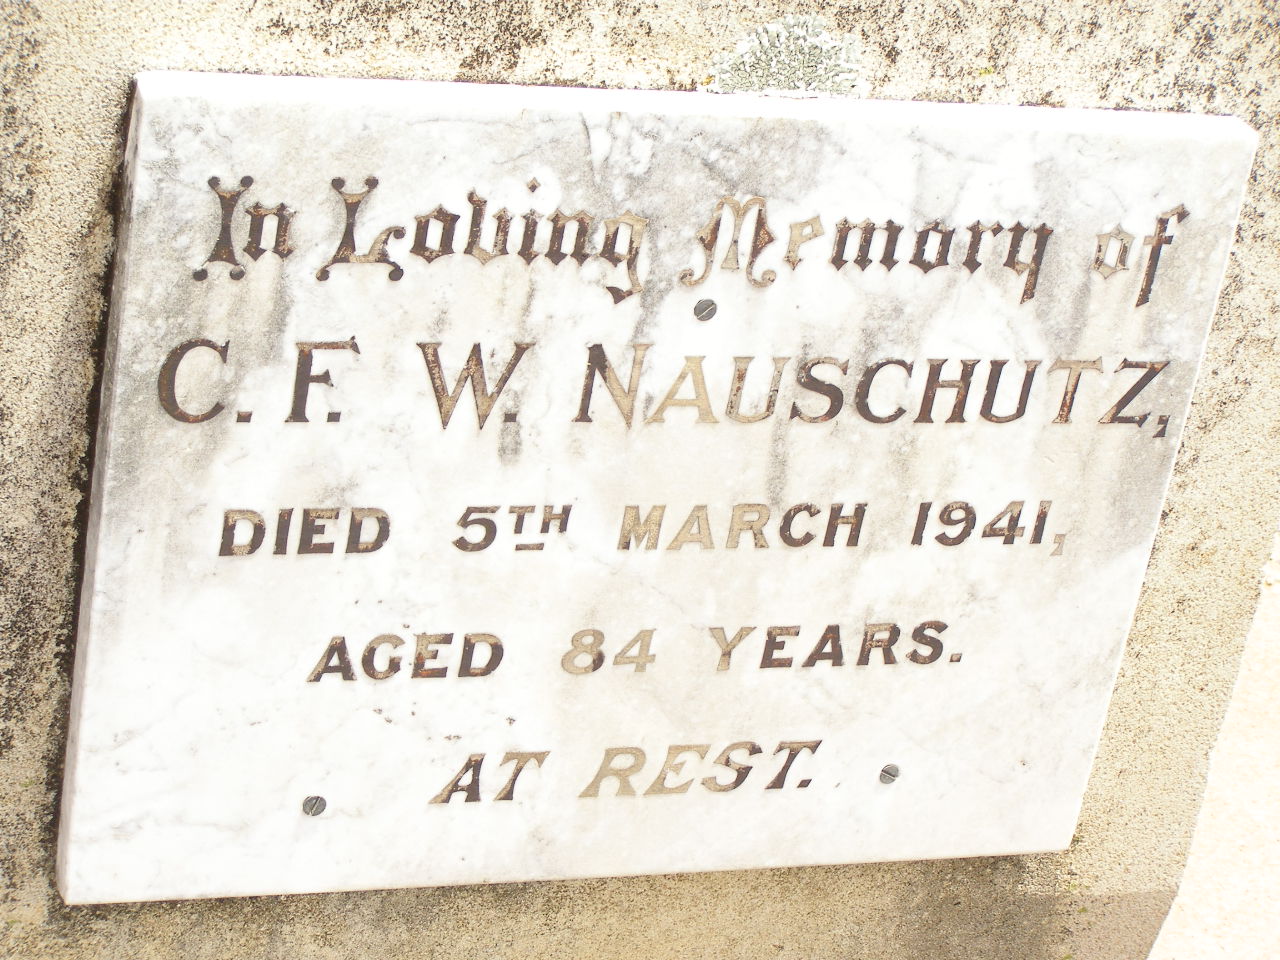 In Loving Memory of
C. F. W. NAUSCHUTZ,
DIED 5TH MARCH 1941,
AGED 84 YEARS.
AT REST.